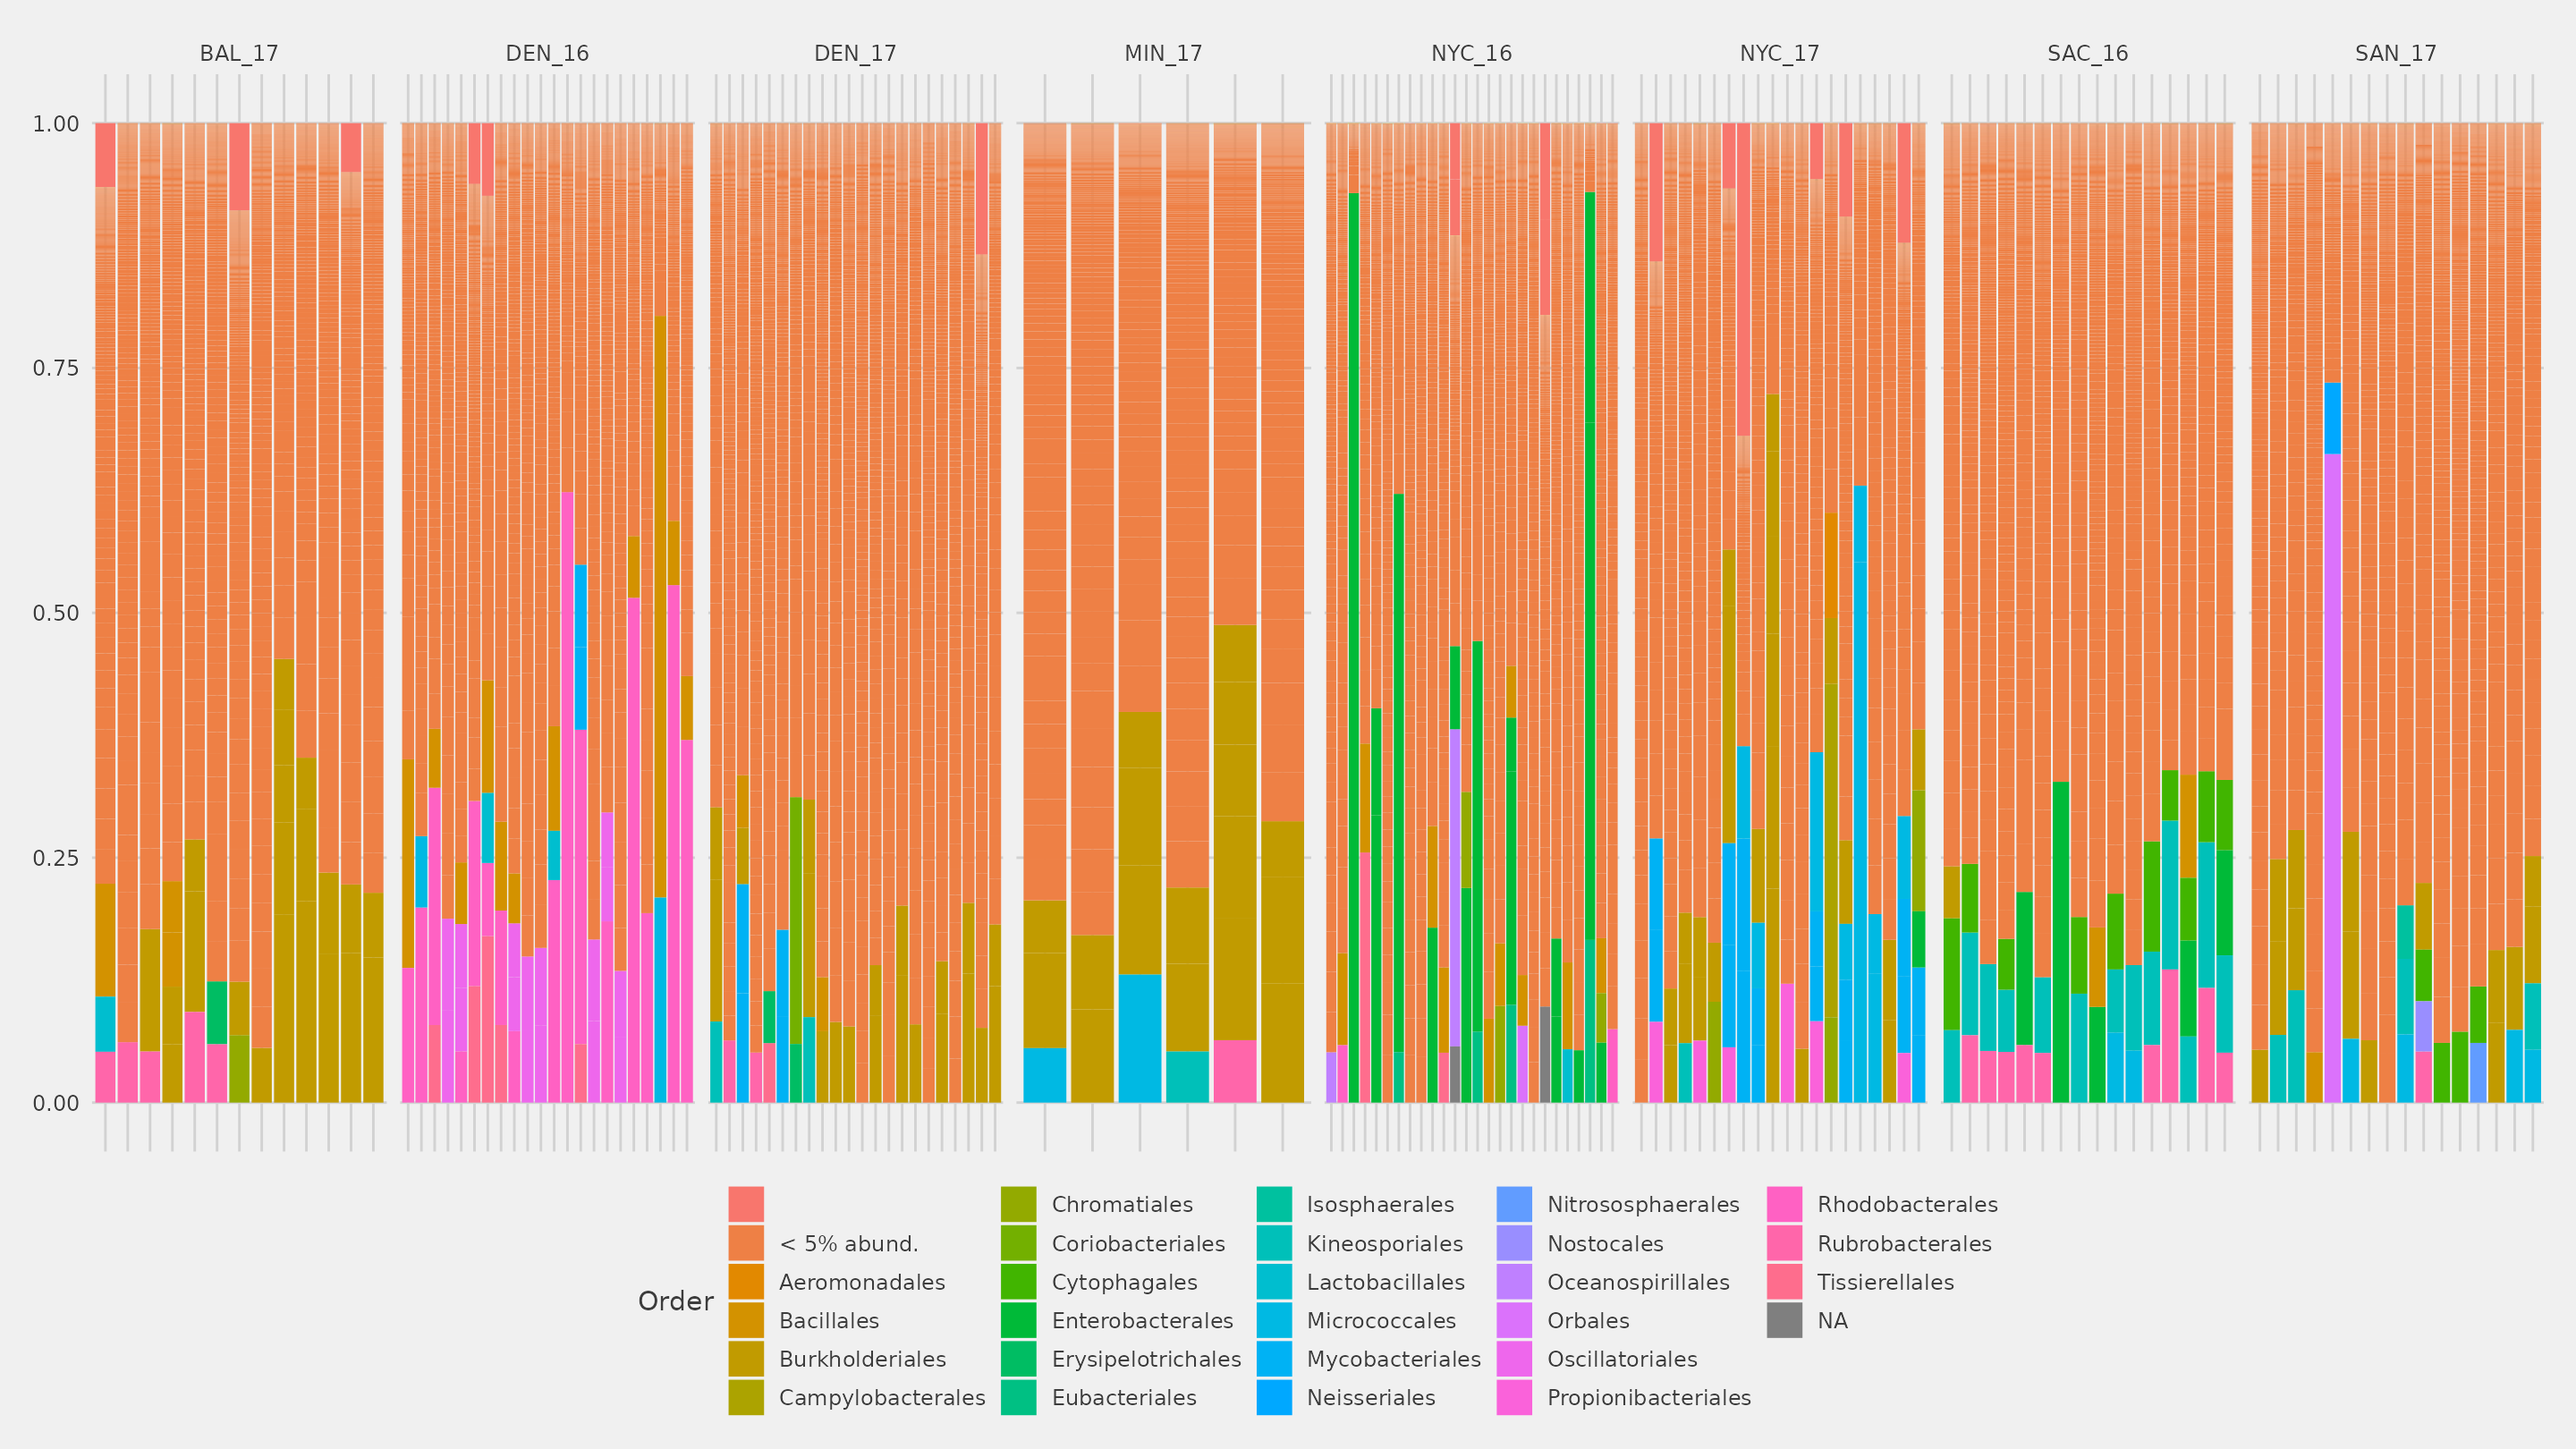 BAL_17 DEN_16 DEN_17 MIN_17 NYC_16 NYC_17 SAC_16 SAN_17
1.00
0.75
0.50
0.25
0.00
Order
< 5% abund.
Aeromonadales
Bacillales
Burkholderiales
Campylobacterales
Chromatiales
Coriobacteriales
Cytophagales
Enterobacterales
Erysipelotrichales
Eubacteriales
Isosphaerales
Kineosporiales
Lactobacillales
Micrococcales
Mycobacteriales
Neisseriales
Nitrososphaerales
Nostocales
Oceanospirillales
Orbales
Oscillatoriales
Propionibacteriales
Rhodobacterales
Rubrobacterales
Tissierellales
NA